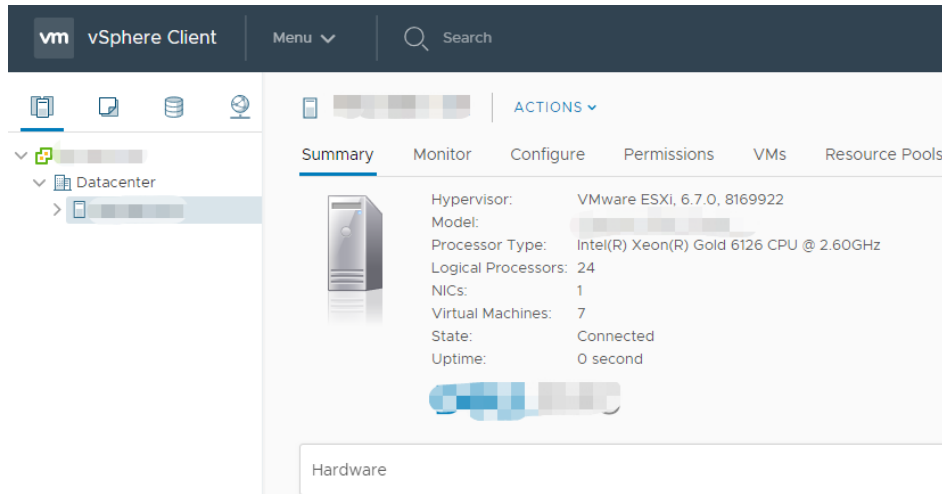 vm vSphere Client Menu Search
ACTIONS
Summary Monitor Configure Permissions VMs Resource Pools
Datacenter
Hypervisor: VMware ESXi, 6.7.0, 8169922
Model:
Processor Type: Intel(R) Xeon(R) Gold 6126 CPU @ 2.60GHz
Logical Processors: 24
NICs: 1
Virtual Machines: 7
State: Connected
Uptime: 0 second
Hardware